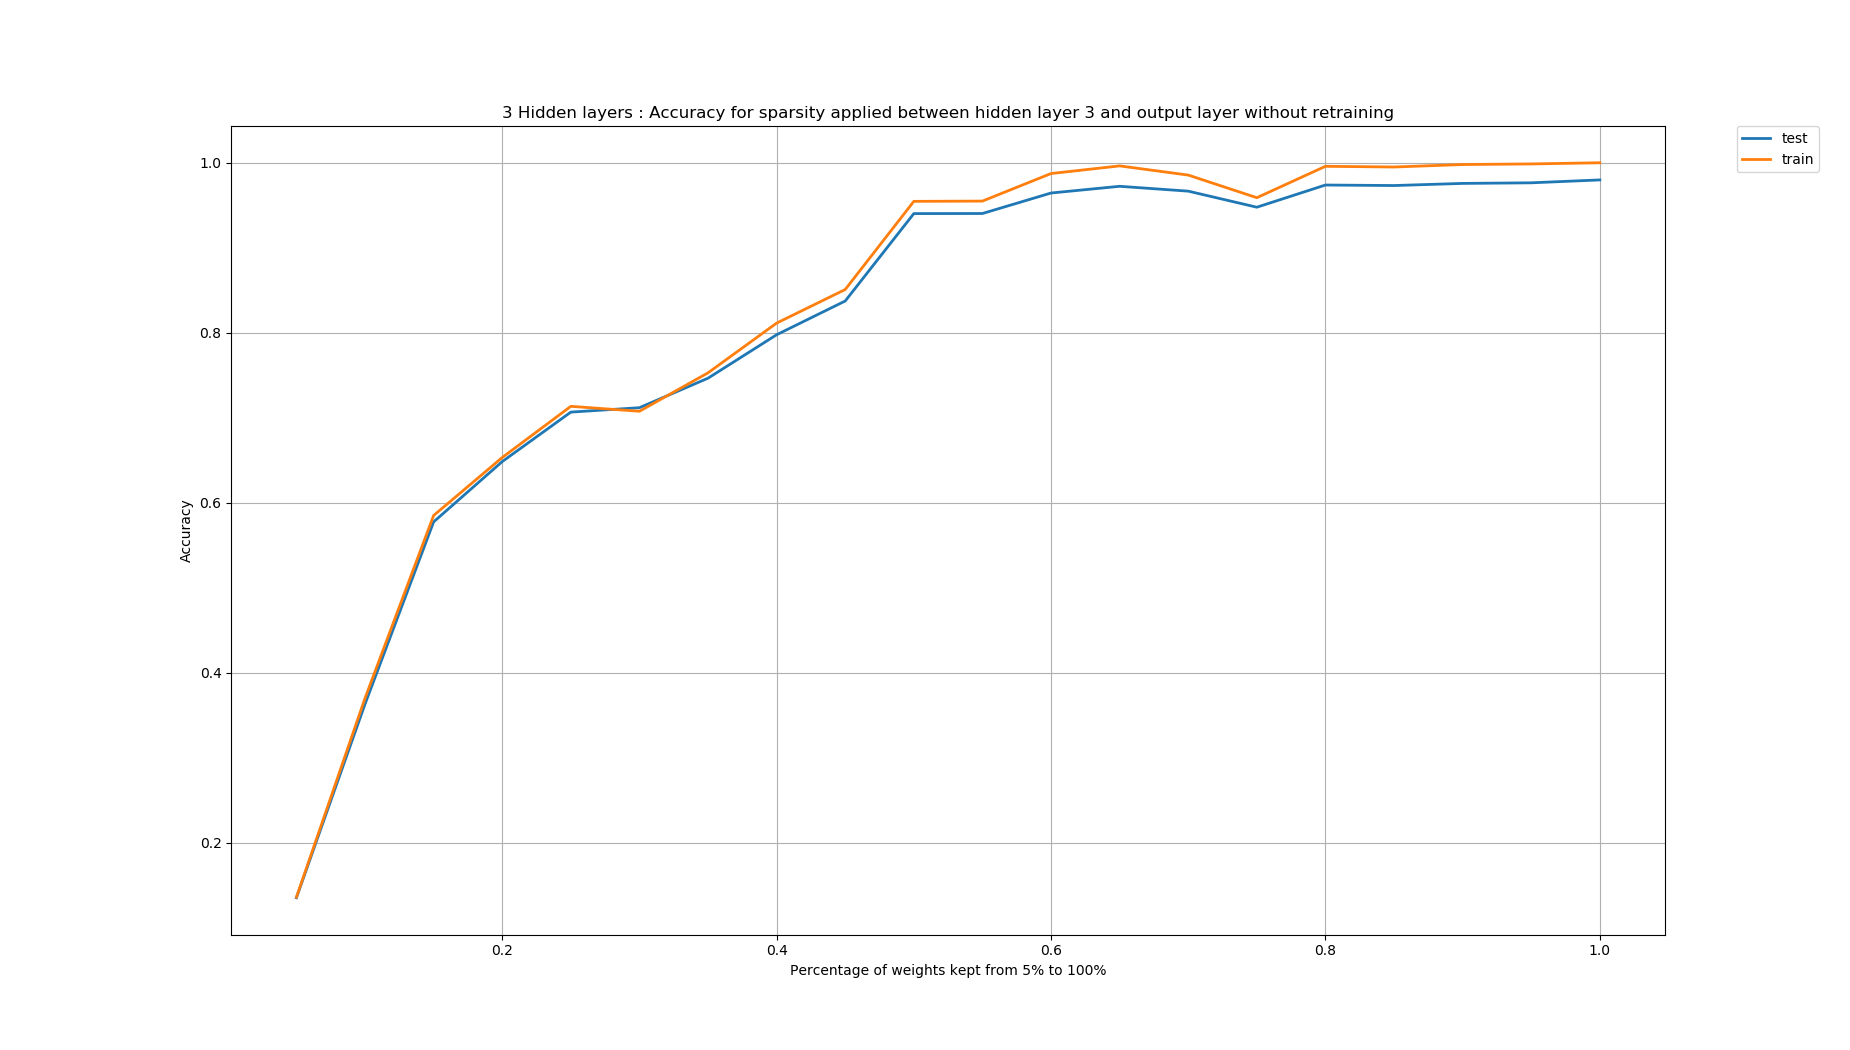 3 Hidden layers : Accuracy for sparsity applied between hidden layer 3 and output layer without retraining
test
train
1.0
0.8
0.6
0.4
0.2
Accuracy
0.2 0.4 0.6 0.8 1.0
Percentage of weights kept from 5% to 100%